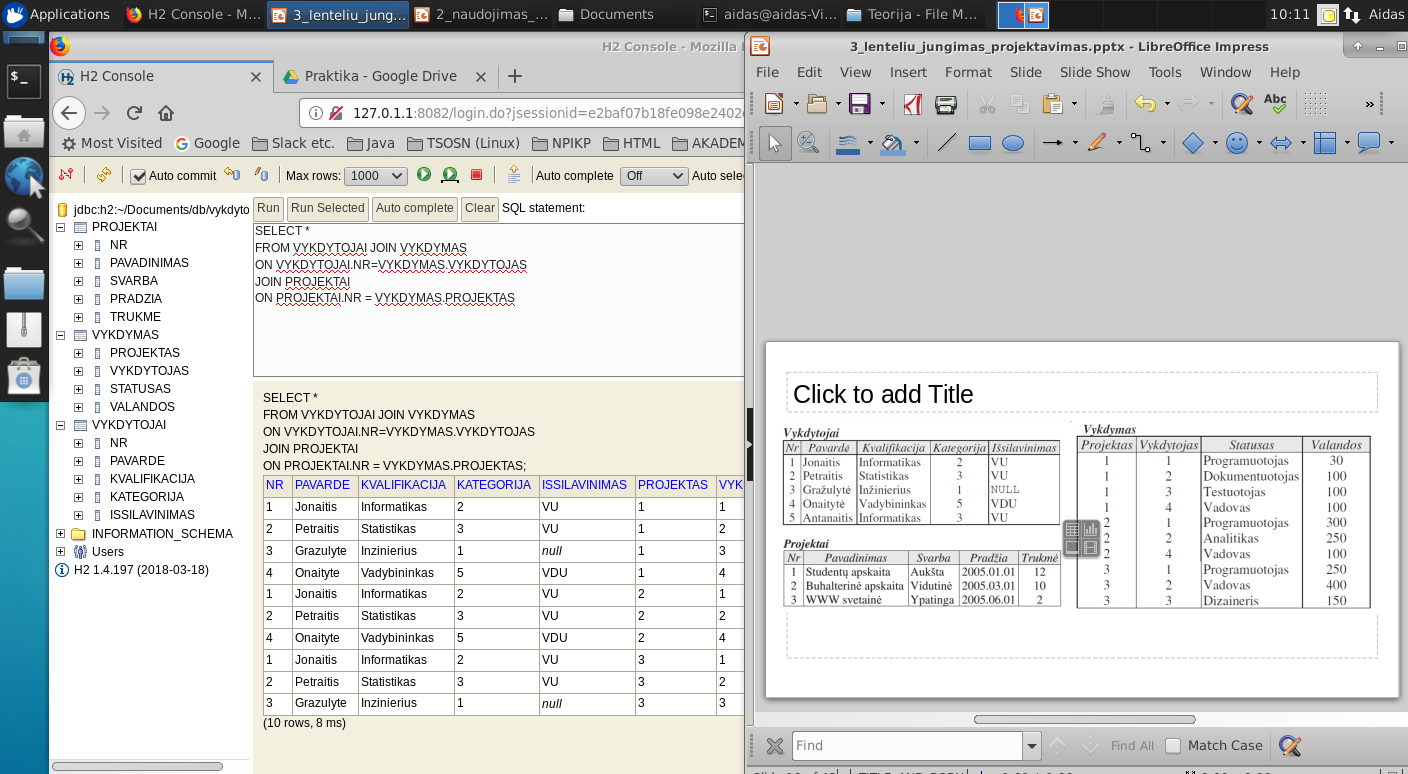 Applications
H2 Console - M...
3_lenteliu_jung...
2_naudojimas_...
Documents
aidas@aidas-Vi...
Teorija - File M...
10:11
Aidas
H2 Console - Mozilla
H2 Console
Praktika - Google Drive
127.0.1.1:8082/login.do?jsessionid=e2baf07b18fe098e2402
Most Visited
Google
Slack etc.
Java
TSOSN (Linux)
NPIKP
HTML
AKADEM
Auto commit
Max rows:
1000
Auto complete
Off
Auto selec
jdbc:h2:~/Documents/db/vykdyto
PROJEKTAI
NR
PAVADINIMAS
SVARBA
PRADZIA
TRUKME
VYKDYMAS
PROJEKTAS
VYKDYTOJAS
STATUSAS
VALANDOS
VYKDYTOJAI
NR
PAVARDE
KVALIFIKACIJA
KATEGORIJA
ISSILAVINIMAS
INFORMATION_SCHEMA
Users
H2 1.4.197 (2018-03-18)
Run
Run Selected
Auto complete
Clear
SQL statement:
SELECT *
FROM VYKDYTOJAI JOIN VYKDYMAS
ON VYKDYTOJAI.NR=VYKDYMAS.VYKDYTOJAS
JOIN PROJEKTAI
ON PROJEKTAI.NR = VYKDYMAS.PROJEKTAS
SELECT *
FROM VYKDYTOJAI JOIN VYKDYMAS
ON VYKDYTOJAI.NR=VYKDYMAS.VYKDYTOJAS
JOIN PROJEKTAI
ON PROJEKTAI.NR = VYKDYMAS.PROJEKTAS;
NR PAVARDE KVALIFIKACIJA KATEGORIJA ISSILAVINIMAS PROJEKTAS VYK
1 Jonaitis Informatikas 2 VU 1 1
2 Petraitis Statistikas 3 VU 1 2
3 Grazulyte Inzinierius 1 null 1 3
4 Onaityte Vadybininkas 5 VDU 1 4
1 Jonaitis Informatikas 2 VU 2 1
2 Petraitis Statistikas 3 VU 2 2
4 Onaityte Vadybininkas 5 VDU 2 4
1 Jonaitis Informatikas 2 VU 3 1
2 Petraitis Statistikas 3 VU 3 2
3 Grazulyte Inzinierius 1 null 3 3
(10 rows, 8 ms)
3_lenteliu_jungimas_projektavimas.pptx - LibreOffice Impress
File Edit View Insert Format Slide Slide Show Tools Window Help
Abc
Click to add Title
Vykdytojai
Nr Pavardė Kvalifikacija Kategorija Išsilavinimas
1 Jonaitis Informatikas 2 VU
2 Petraitis Statistikas 3 VU
3 Gražulytė Inžinierius 1 NULL
4 Onaitytė Vadybininkas 5 VDU
5 Antanaitis Informatikas 3 VU
Projektai
Nr Pavadinimas Svarba Pradžia Trukmė
1 Studentų apskaita Aukšta 2005.01.01 12
2 Buhalterinė apskaita Vidutinė 2005.03.01 10
3 WWW svetainė Ypatinga 2005.06.01 2
Vykdymas
Projektas Vykdytojas Statusas Valandos
1 1 Programuotojas 30
1 2 Dokumentuotojas 100
1 3 Testuotojas 100
1 4 Vadovas 100
2 1 Programuotojas 300
2 2 Analitikas 250
2 4 Vadovas 100
3 1 Programuotojas 250
3 2 Vadovas 400
3 3 Dizaineris 150
Find
Find All
Match Case